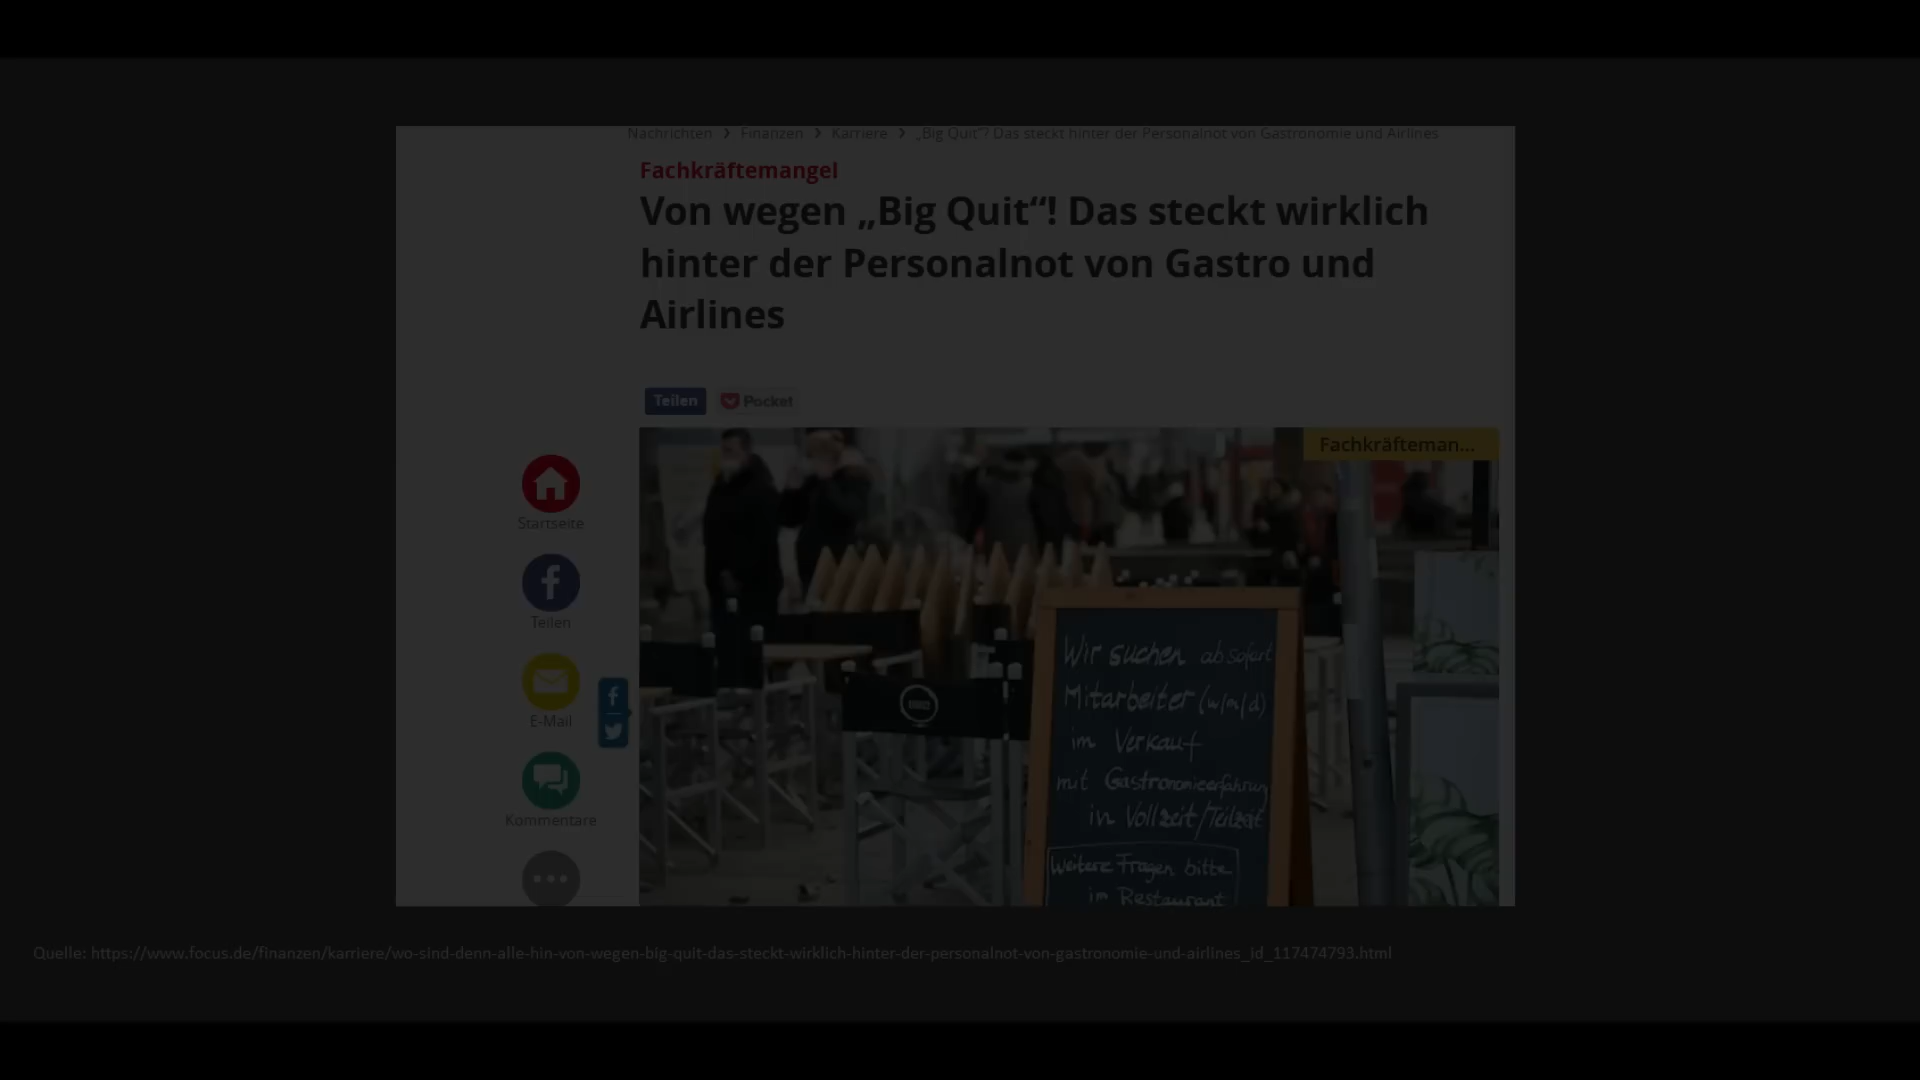 Nachrichten > Finanzen > Karriere > „Big Quit“? Das steckt hinter der Personalnot von Gastronomie und Airlines
Fachkräftemangel
Von wegen „Big Quit“! Das steckt wirklich
hinter der Personalnot von Gastro und
Airlines
Teilen Pocket
Fachkräfteman...
Startseite
Teilen
E-Mail
Kommentare
Wir suchen ab sofort
Mitarbeiter (w/m/d)
im Verkauf
mit Gastronomieerfahrung
in Vollzeit/Teilzeit
Weitere Fragen bitte
im Restaurant
Quelle: https://www.focus.de/finanzen/karriere/wo-sind-denn-alle-hin-von-wegen-big-quit-das-steckt-wirklich-hinter-der-personalnot-von-gastronomie-und-airlines_id_117474793.html